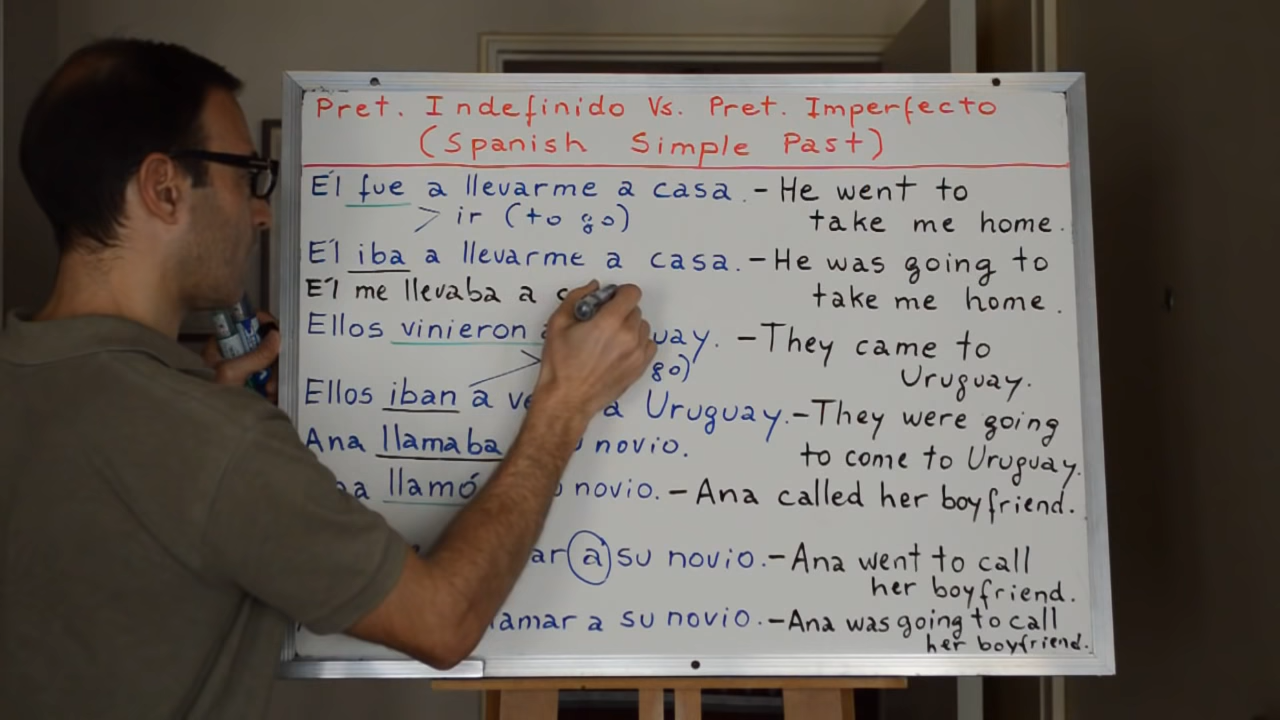 Pret. Indefinido Vs. Pret. Imperfecto
(Spanish Simple Past)
Él fue a llevarme a casa. - He went to
take me home.
ir (to go)
Él iba a llevarme a casa. - He was going to
take me home.
Él me llevaba a
Ellos vinieron - They came to
Uruguay.
go)
Ellos iban a a Uruguay. - They were going
to come to Uruguay.
Ana llamaba novio.
llamó novio. - Ana called her boyfriend.
a su novio. - Ana went to call
her boyfriend.
a su novio. - Ana was going to call
her boyfriend.